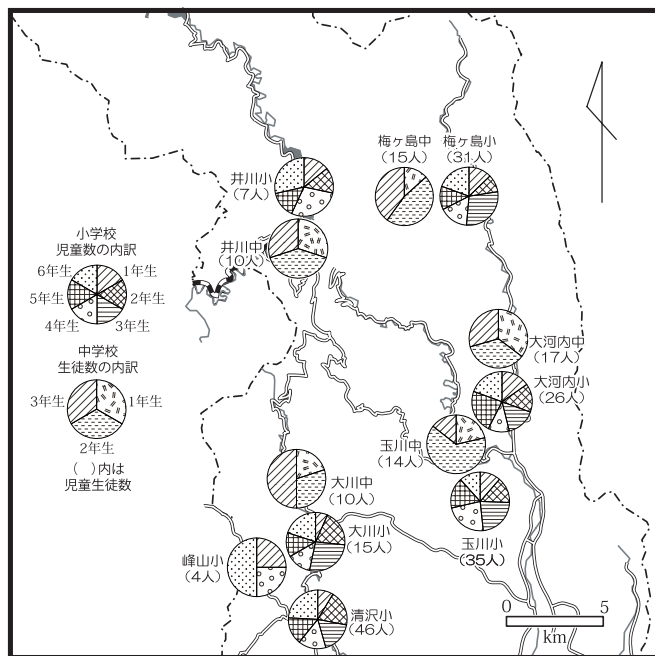 梅ヶ島中
(15人)
梅ヶ島小
(31人)
井川小
(7人)
井川中
(10人)
小学校
児童数の内訳
6年生
1年生
5年生
2年生
4年生
3年生
中学校
生徒数の内訳
3年生
1年生
2年生
( )内は
児童生徒数
大河内中
(17人)
大河内小
(26人)
玉川中
(14人)
大川中
(10人)
玉川小
(35人)
大川小
(15人)
峰山小
(4人)
清沢小
(46人)
0 5
km